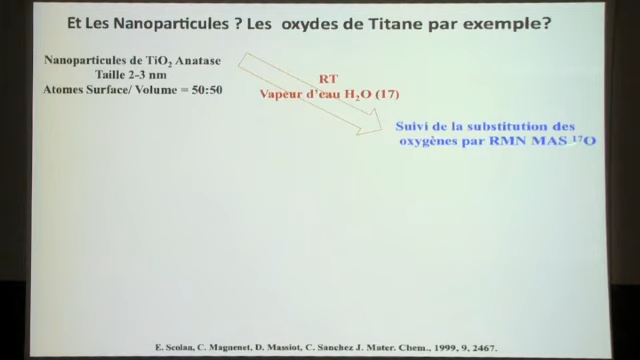 Et Les Nanoparticules ? Les oxydes de Titane par exemple?
Nanoparticules de TiO₂ Anatase
Taille 2-3 nm
Atomes Surface/ Volume = 50:50
RT
Vapeur d'eau H₂O (17)
Suivi de la substitution des
oxygènes par RMN MAS ¹⁷O
E. Scolan, C. Magnenet, D. Massiot, C. Sanchez J. Mater. Chem., 1999, 9, 2467.